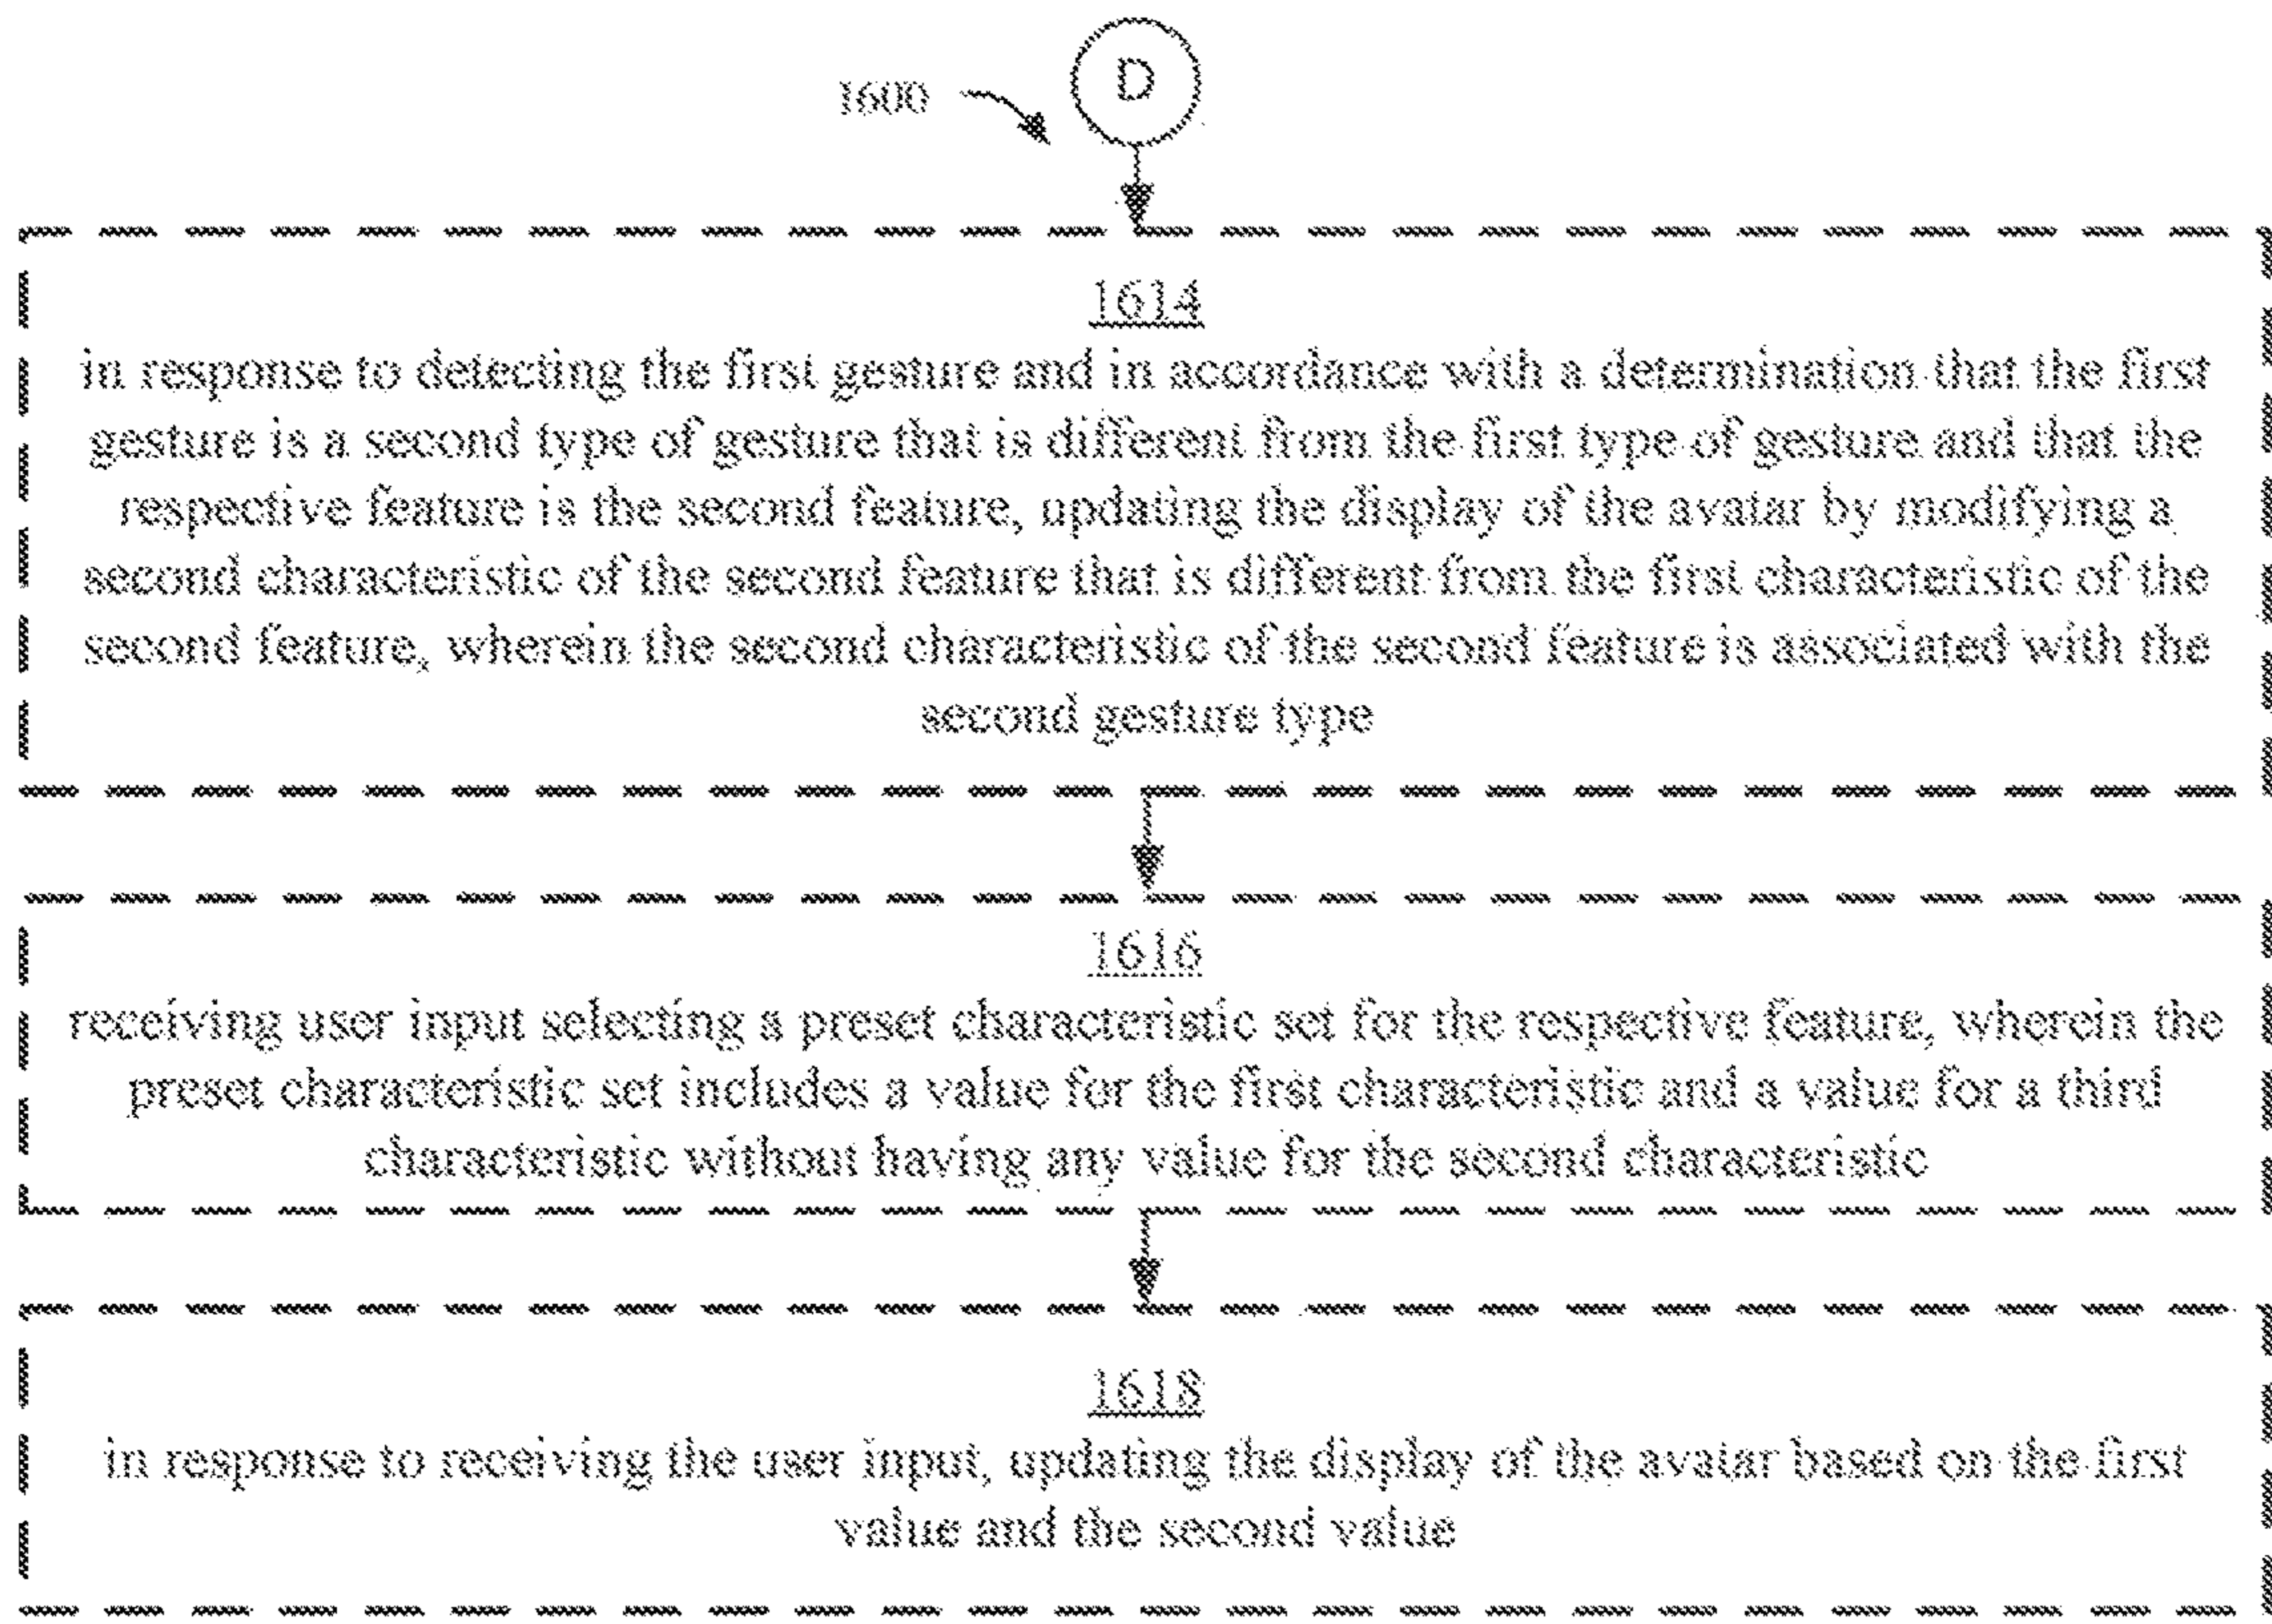 D
1600
1614
in response to detecting the first gesture and in accordance with a determination that the first
gesture is a second type of gesture that is different from the first type of gesture and that the
respective feature is the second feature, updating the display of the avatar by modifying a
second characteristic of the second feature that is different from the first characteristic of the
second feature, wherein the second characteristic of the second feature is associated with the
second gesture type
1616
receiving user input selecting a preset characteristic set for the respective feature, wherein the
preset characteristic set includes a value for the first characteristic and a value for a third
characteristic without having any value for the second characteristic
1618
in response to receiving the user input, updating the display of the avatar based on the first
value and the second value